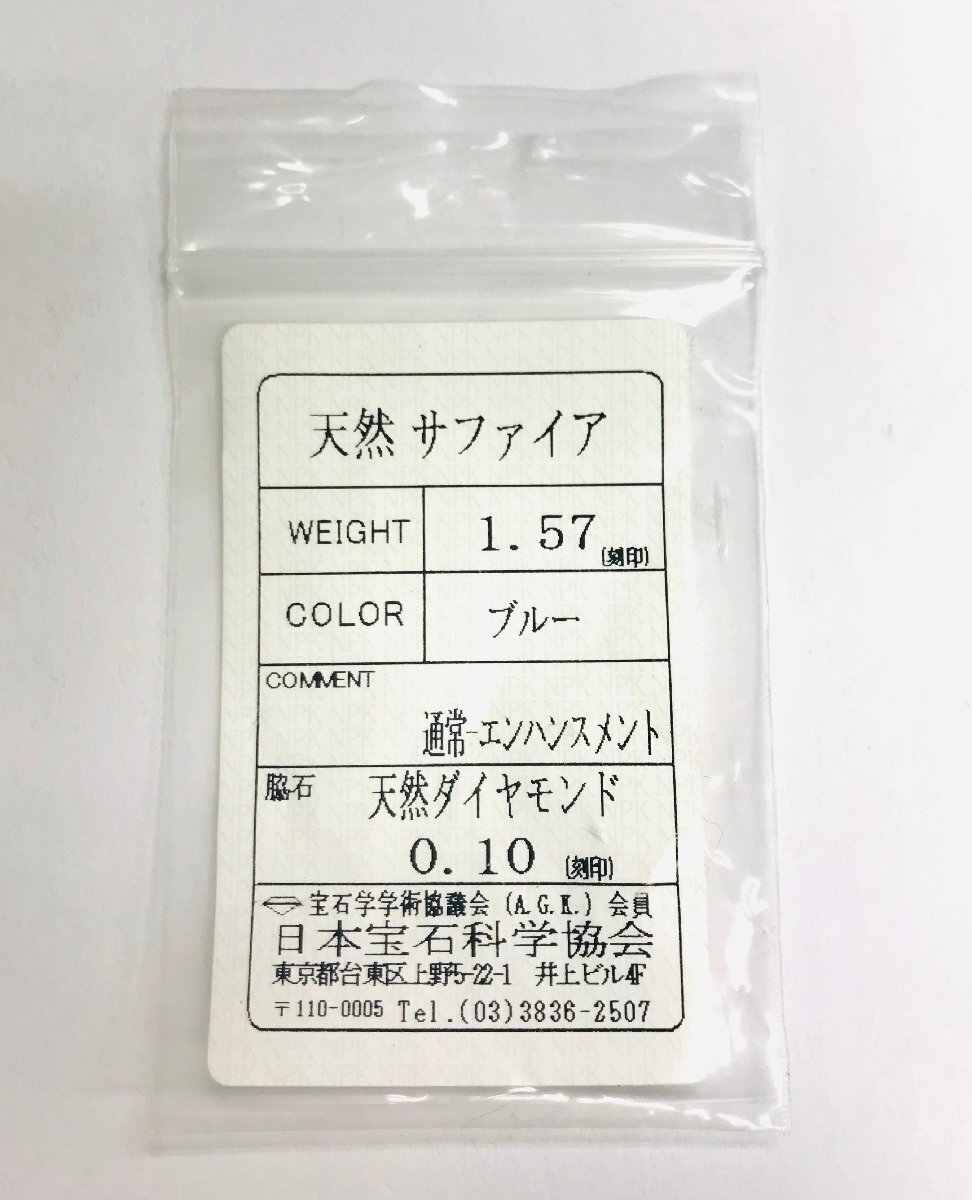 天然 サファイア
WEIGHT 1.57 (刻印)
COLOR ブルー
COMMENT
通常-エンハンスメント
脇石 天然ダイヤモンド
0.10 (刻印)
宝石学学術協議会 (A.G.K.) 会員
日本宝石科学協会
東京都台東区上野5-22-1 井上ビル4F
〒110-0005 Tel.(03)3836-2507